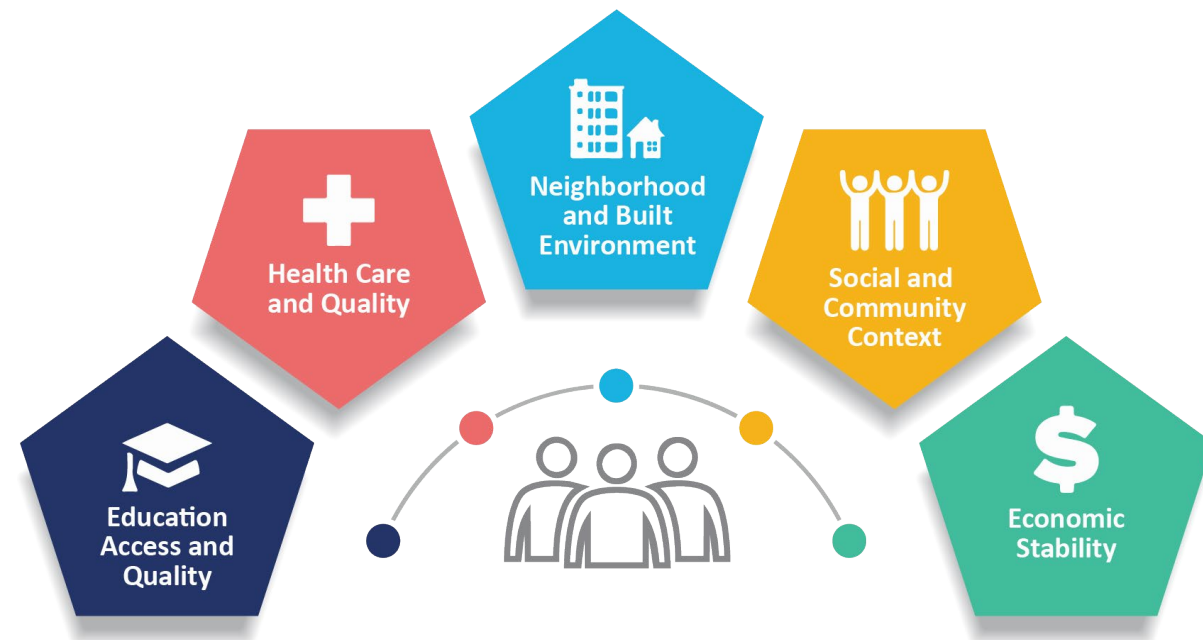 Education
Access and
Quality
Health Care
and Quality
Neighborhood
and Built
Environment
Social and
Community
Context
$
Economic
Stability